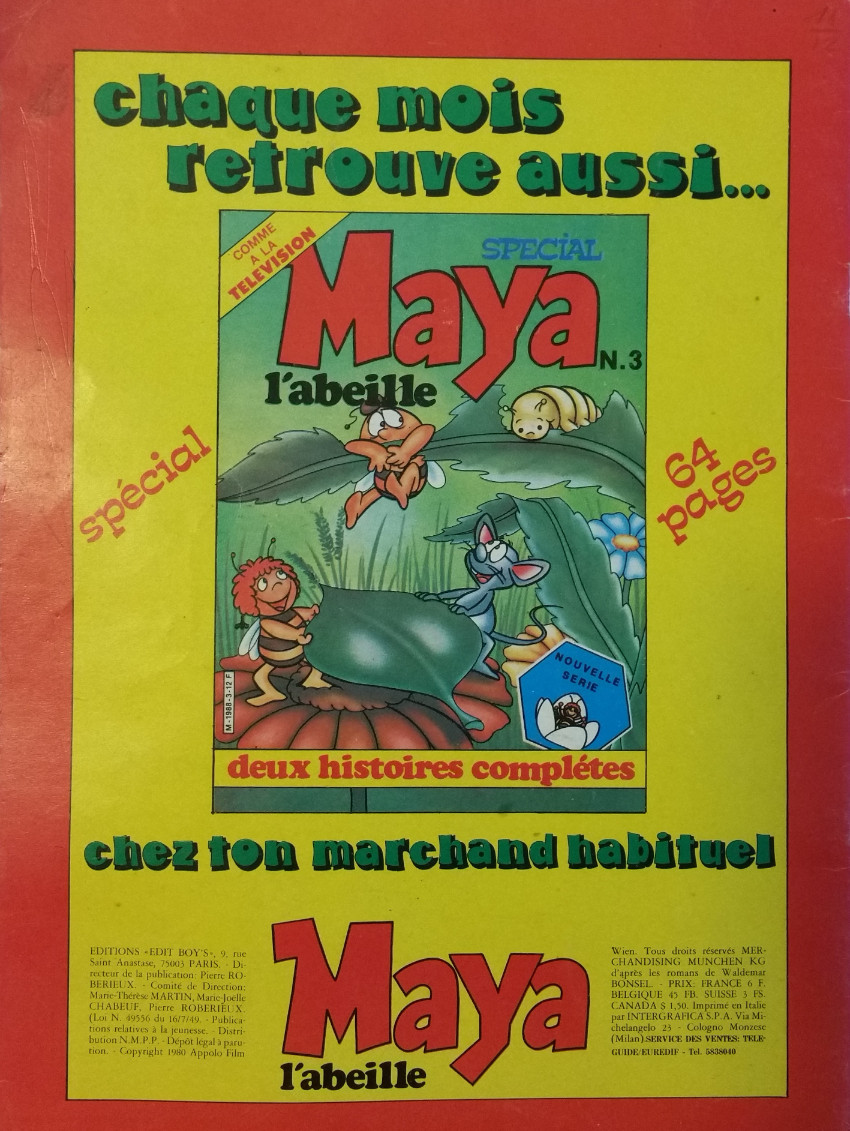 chaque mois
retrouve aussi...
COMME
A LA
TELEVISION
SPECIAL
Maya
N.3
l'abeille
spécial
64
pages
NOUVELLE
SERIE
M-1988-3-12 F
deux histoires complétes
chez ton marchand habituel
EDITIONS «EDIT BOY'S», 9, rue
Saint Anastase, 75003 PARIS. - Di-
recteur de la publication: Pierre RO-
BERIEUX. - Comité de Direction:
Marie-Thérèse MARTIN, Marie-Joelle
CHABEUF, Pierre ROBERIEUX.
(Loi N. 49556 du 16/7/49. - Publica-
tions relatives à la jeunesse. - Distri-
bution N.M.P.P. - Dépôt légal à paru-
tion. - Copyright 1980 Appolo Film
Maya
l'abeille
Wien. Tous droits réservés MER-
CHANDISING MUNCHEN KG
d'après les romans de Waldemar
BONSEL. - PRIX: FRANCE 6 F.
BELGIQUE 45 FB. SUISSE 3 FS.
CANADA $ 1,50. Imprimé en Italie
par INTERGRAFICA S.P.A. Via Mi-
chelangelo 23 - Cologno Monzese
(Milan).SERVICE DES VENTES: TELE-
GUIDE/EUREDIF - Tel. 5838040